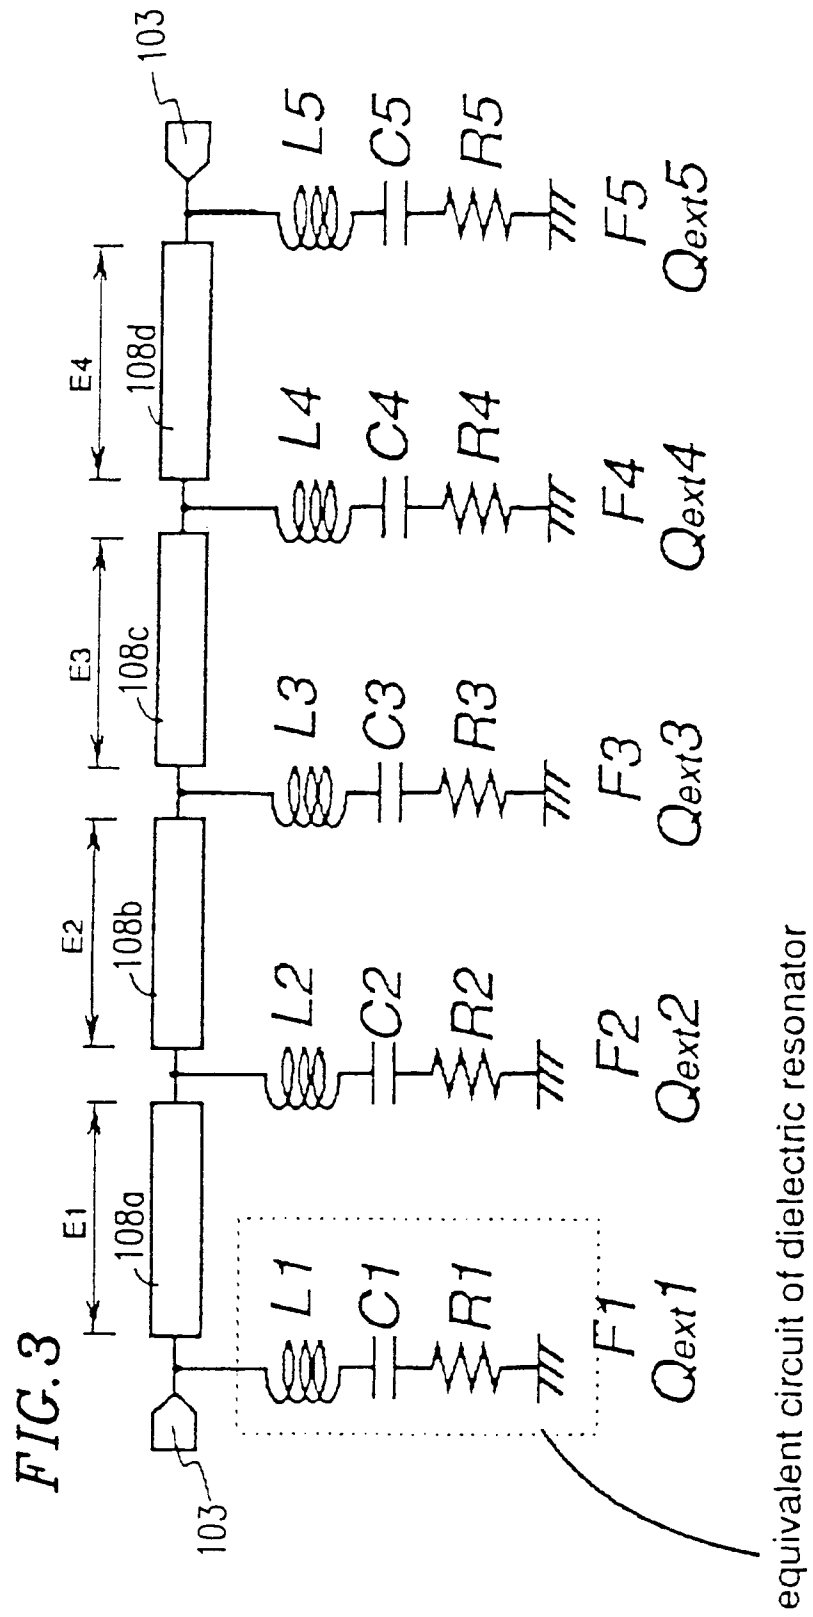 FIG.3
E1
E2
E3
E4
108a
108b
108c
108d
103
103
L1
L2
L3
L4
L5
C1
C2
C3
C4
C5
R1
R2
R3
R4
R5
F1
F2
F3
F4
F5
Qext1
Qext2
Qext3
Qext4
Qext5
equivalent circuit of dielectric resonator